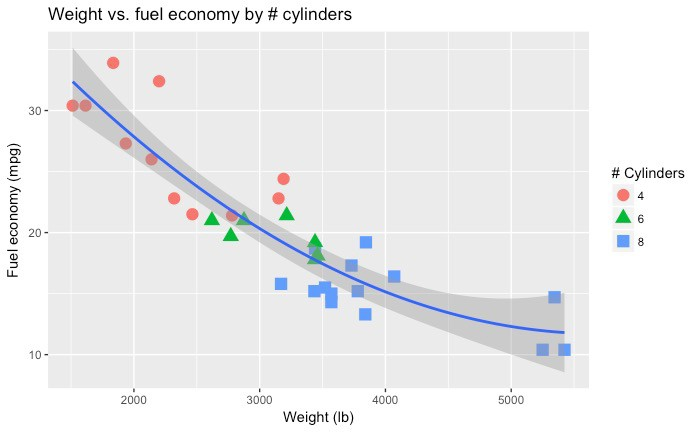 Weight vs. fuel economy by # cylinders
Fuel economy (mpg)
30
20
10
2000
3000
4000
5000
Weight (lb)
# Cylinders
4
6
8